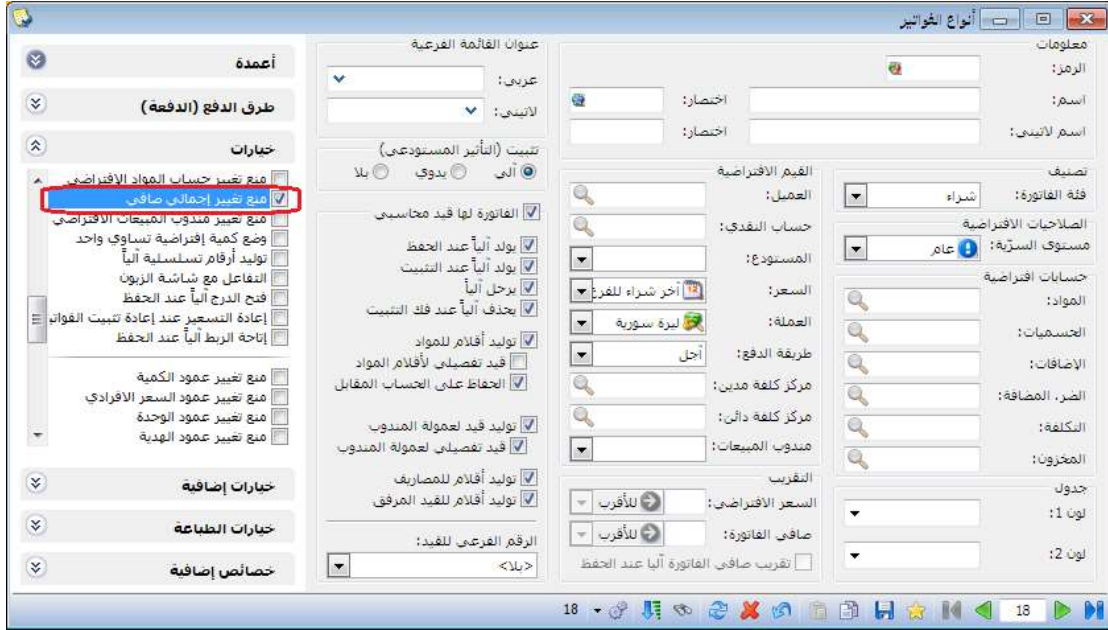 أنواع الفواتير
معلومات
الرمز:
اسم:
اختصار:
اسم لاتيني:
اختصار:
تصنيف
فئة الفاتورة: شراء
الصلاحيات الافتراضية
مستوى السرّية: عام
حسابات افتراضية
المواد:
الحسميات:
الإضافات:
الضر. المضافة:
التكلفة:
المخزون:
جدول
لون 1:
لون 2:
القيم الافتراضية
العميل:
حساب النقدي:
المستودع:
السعر: آخر شراء للفرع
العملة: ليرة سورية
طريقة الدفع: آجل
مركز كلفة مدين:
مركز كلفة دائن:
مندوب المبيعات:
التقريب
السعر الافتراضي: للأقرب
صافي الفاتورة: للأقرب
تقريب صافي الفاتورة آليا عند الحفظ
عنوان القائمة الفرعية
عربي:
لاتيني:
تثبيت (التأثير المستودعي)
آلي يدوي بلا
الفاتورة لها قيد محاسبي
يولد آلياً عند الحفظ
يولد آلياً عند التثبيت
يرحل آلياً
يحذف آلياً عند فك التثبيت
توليد أقلام للمواد
قيد تفصيلي لأقلام المواد
الحفاظ على الحساب المقابل
توليد قيد لعمولة المندوب
قيد تفصيلي لعمولة المندوب
توليد أقلام للمصاريف
توليد أقلام للقيد المرفق
الرقم الفرعي للقيد:
<بلا>
أعمدة
طرق الدفع (الدفعة)
خيارات
منع تغيير حساب المواد الافتراضي
منع تغيير إجمالي صافي
منع تغيير مندوب المبيعات الافتراضي
وضع كمية إفتراضية تساوي واحد
توليد أرقام تسلسلية آلياً
التفاعل مع شاشة الزبون
فتح الدرج آلياً عند الحفظ
إعادة التسعير عند إعادة تثبيت الفواتير
إتاحة الربط آلياً عند الحفظ
منع تغيير عمود الكمية
منع تغيير عمود السعر الافرادي
منع تغيير عمود الوحدة
منع تغيير عمود الهدية
خيارات إضافية
خيارات الطباعة
خصائص إضافية
18
18